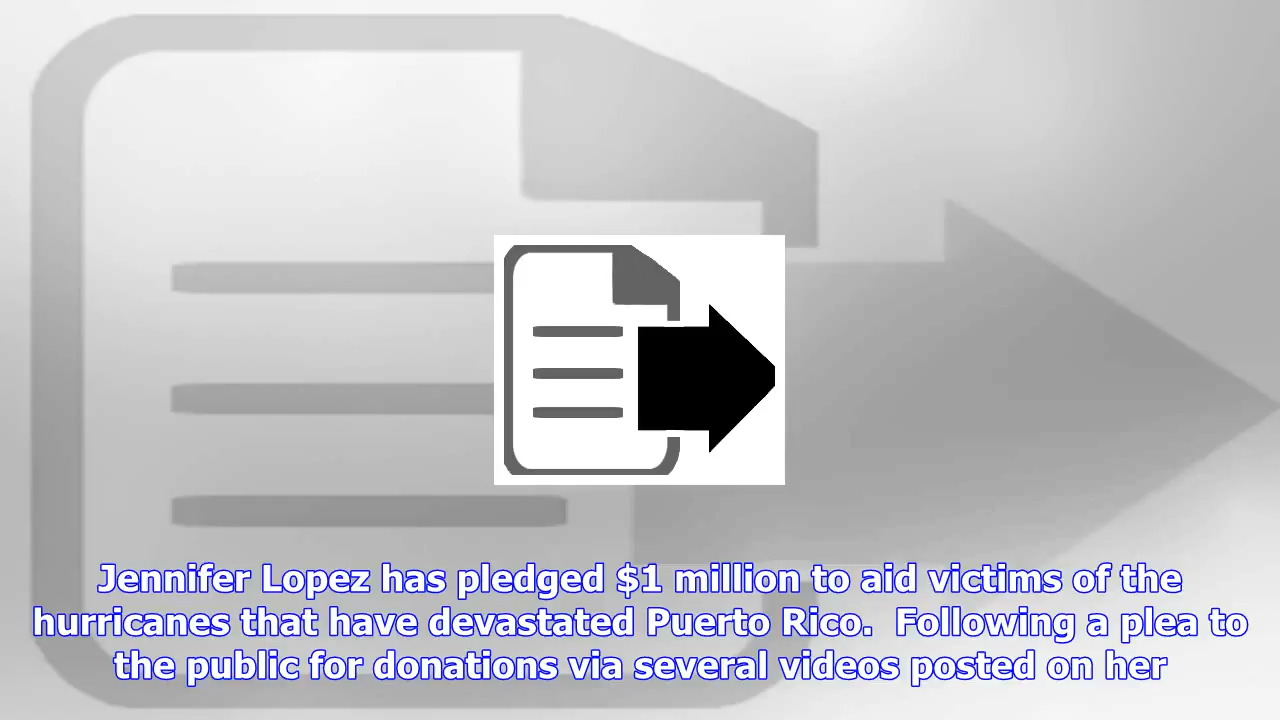 Jennifer Lopez has pledged $1 million to aid victims of the
hurricanes that have devastated Puerto Rico.  Following a plea to
the public for donations via several videos posted on her